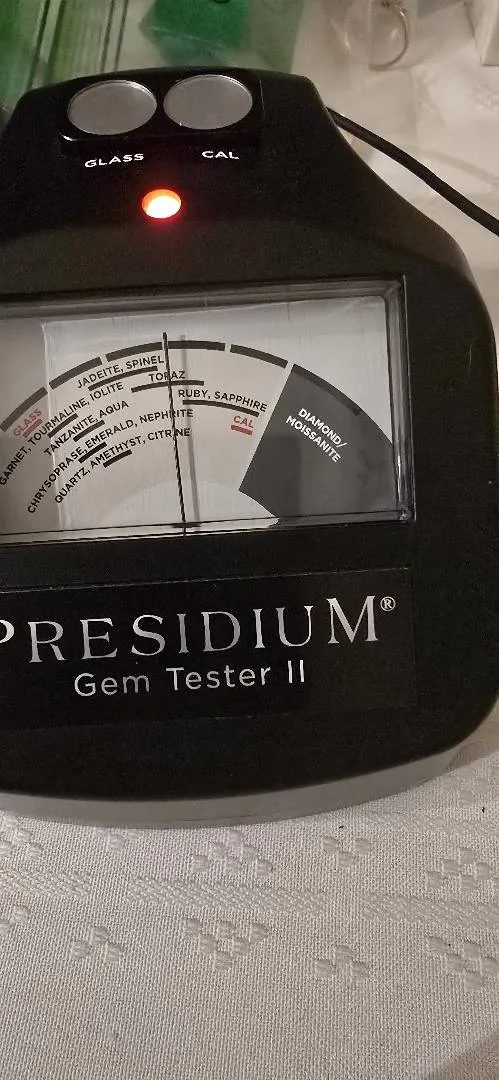 GLASS CAL
JADEITE, SPINEL
TOPAZ
GLASS
GARNET, TOURMALINE, IOLITE
RUBY, SAPPHIRE
TANZANITE, AQUA
CAL
CHRYSOPRASE, EMERALD, NEPHRITE
QUARTZ, AMETHYST, CITRINE
DIAMOND/
MOISSANITE
PRESIDIUM®
Gem Tester II